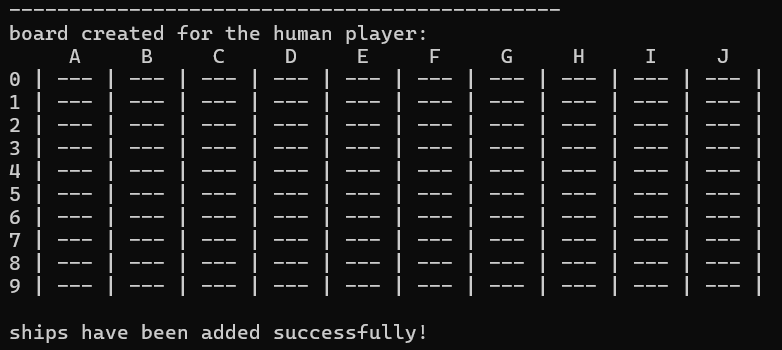 ----------------------------------------------
board created for the human player:
     A     B     C     D     E     F     G     H     I     J
0 | --- | --- | --- | --- | --- | --- | --- | --- | --- | --- |
1 | --- | --- | --- | --- | --- | --- | --- | --- | --- | --- |
2 | --- | --- | --- | --- | --- | --- | --- | --- | --- | --- |
3 | --- | --- | --- | --- | --- | --- | --- | --- | --- | --- |
4 | --- | --- | --- | --- | --- | --- | --- | --- | --- | --- |
5 | --- | --- | --- | --- | --- | --- | --- | --- | --- | --- |
6 | --- | --- | --- | --- | --- | --- | --- | --- | --- | --- |
7 | --- | --- | --- | --- | --- | --- | --- | --- | --- | --- |
8 | --- | --- | --- | --- | --- | --- | --- | --- | --- | --- |
9 | --- | --- | --- | --- | --- | --- | --- | --- | --- | --- |
ships have been added successfully!